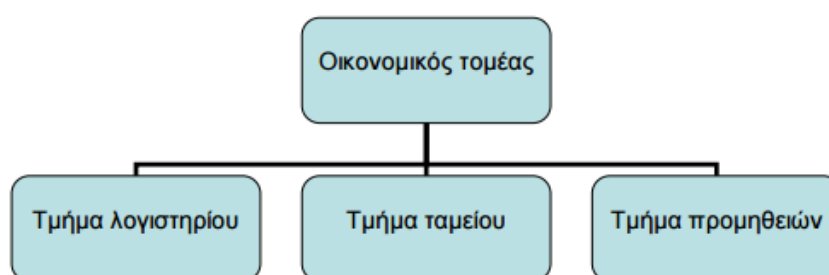 Οικονομικός τομέας
Τμήμα λογιστηρίου
Τμήμα ταμείου
Τμήμα προμηθειών